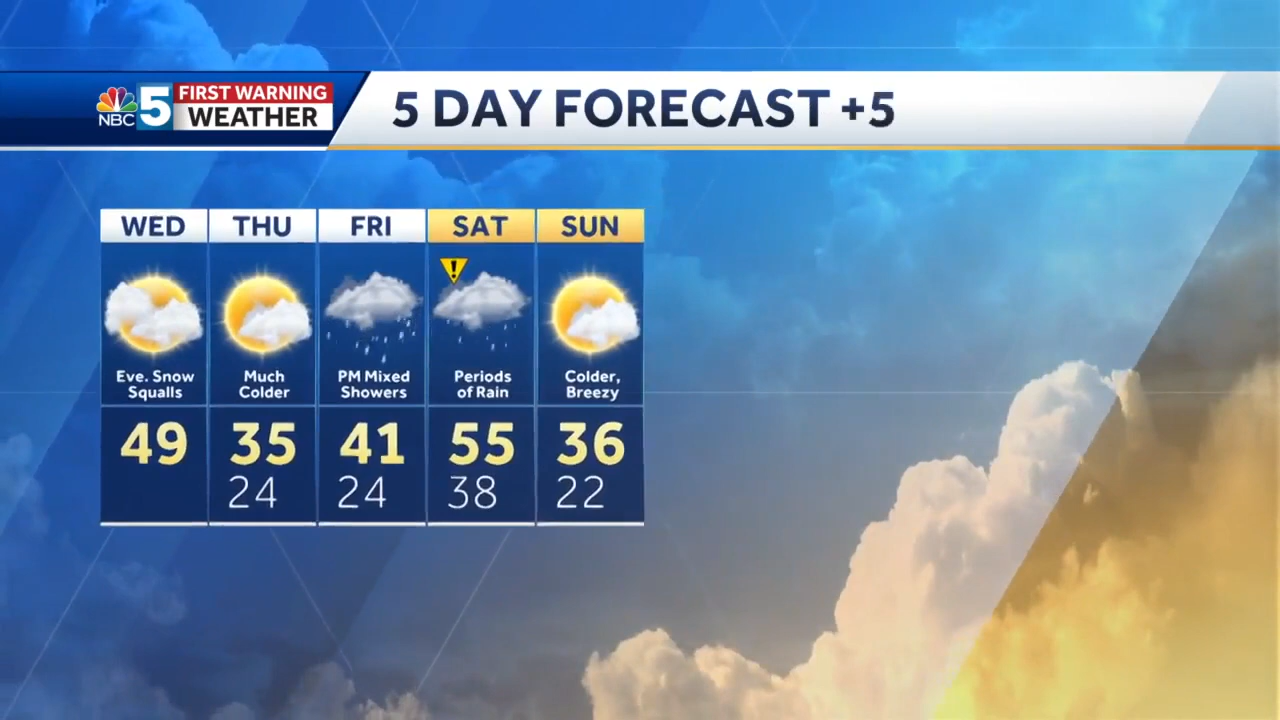 NBC 5 FIRST WARNING WEATHER
5 DAY FORECAST +5
WED THU FRI SAT SUN
!
Eve. Snow Squalls
Much Colder
PM Mixed Showers
Periods of Rain
Colder, Breezy
49 35 41 55 36
24 24 38 22